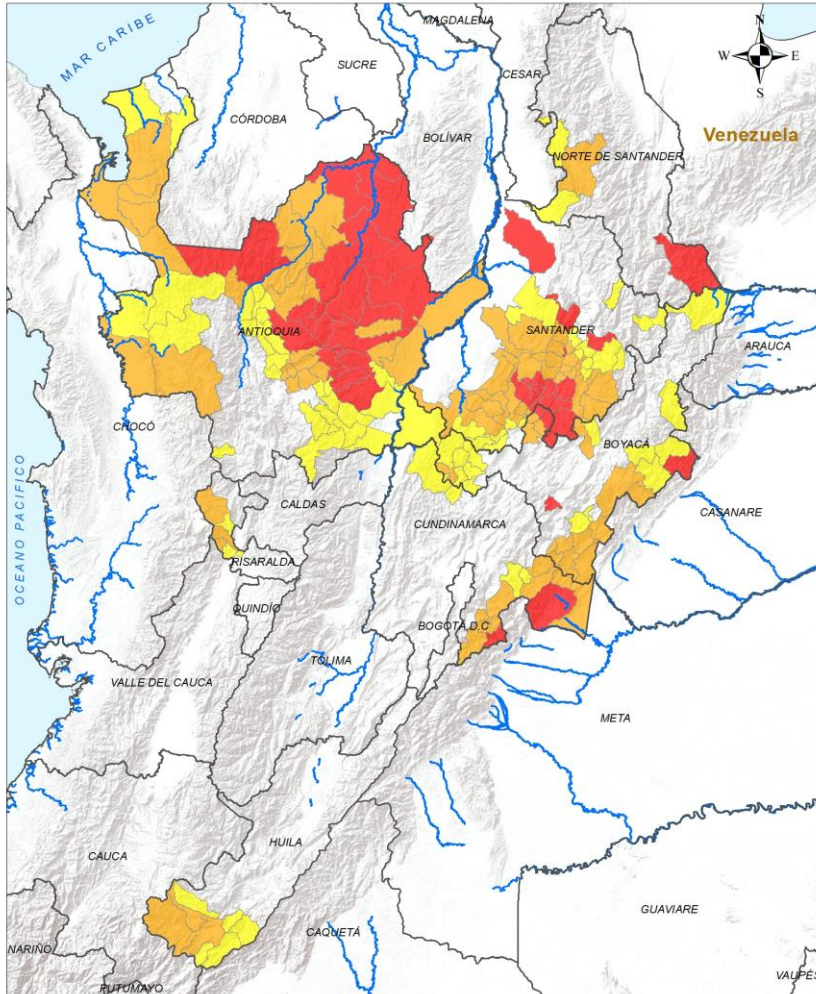 MAGDALENA
N
MAR CARIBE
SUCRE
W E
CESAR
S
CÓRDOBA
BOLÍVAR
Venezuela
NORTE DE SANTANDER
ANTIOQUIA
SANTANDER
ARAUCA
CHOCÓ
BOYACÁ
CALDAS
CUNDINAMARCA
CASANARE
OCEANO PACIFICO
RISARALDA
QUINDÍO
BOGOTÁ,D.C
TOLIMA
VALLE DEL CAUCA
META
HUILA
CAUCA
GUAVIARE
CAQUETÁ
NARIÑO
VAUPÉS
PUTUMAYO